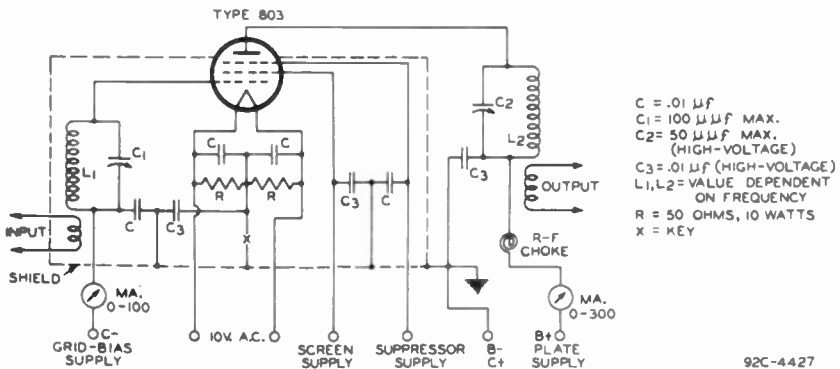 TYPE 803
C2
L2
L1
C1
C
C
R
R
C3
C
C3
C
C3
X
INPUT
OUTPUT
SHIELD
R-F
CHOKE
MA.
0-100
MA.
0-300
C-
GRID-BIAS
SUPPLY
10V. A.C.
SCREEN
SUPPLY
SUPPRESSOR
SUPPLY
B-
C+
B+
PLATE
SUPPLY
C = .01 μf
C1 = 100 μμf MAX.
C2 = 50 μμf MAX.
(HIGH-VOLTAGE)
C3 = .01 μf (HIGH-VOLTAGE)
L1, L2 = VALUE DEPENDENT
ON FREQUENCY
R = 50 OHMS, 10 WATTS
X = KEY
92C-4427